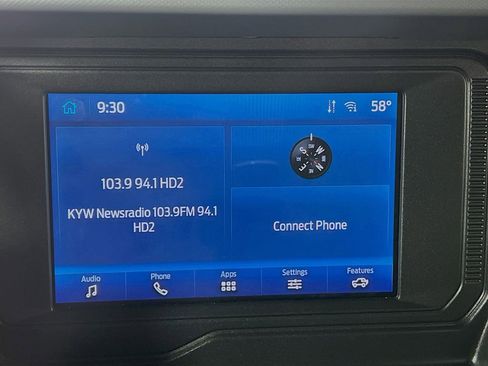 9:30
58°
103.9 94.1 HD2
KYW Newsradio 103.9FM 94.1
HD2
Connect Phone
Audio
Phone
Apps
Settings
Features